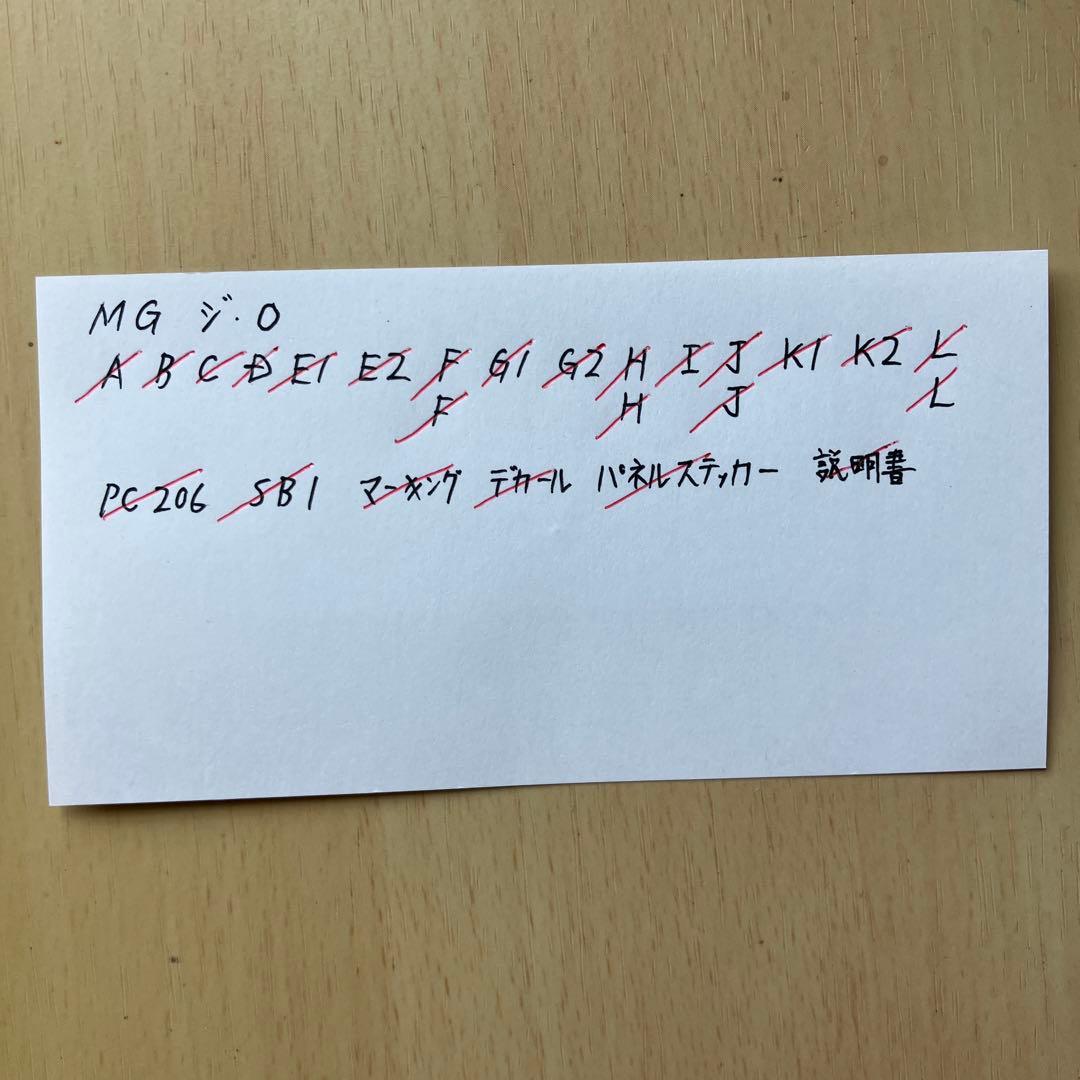 MG ジ・O
A B C D E1 E2 F G1 G2 H I J K1 K2 L
F H J L
PC206 SB1 マーキング デカール パネルステッカー 説明書